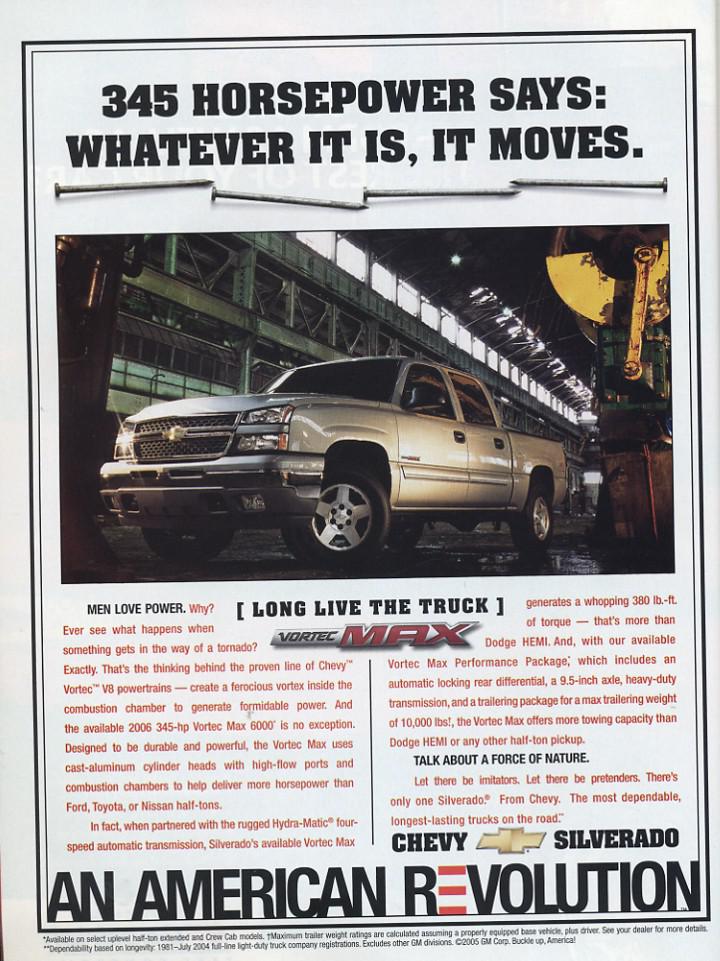 345 HORSEPOWER SAYS:
WHATEVER IT IS, IT MOVES.
[ LONG LIVE THE TRUCK ]
VORTEC MAX
MEN LOVE POWER. Why?
Ever see what happens when
something gets in the way of a tornado?
Exactly. That's the thinking behind the proven line of Chevy™
Vortec™ V8 powertrains — create a ferocious vortex inside the
combustion chamber to generate formidable power. And
the available 2006 345-hp Vortec Max 6000* is no exception.
Designed to be durable and powerful, the Vortec Max uses
cast-aluminum cylinder heads with high-flow ports and
combustion chambers to help deliver more horsepower than
Ford, Toyota, or Nissan half-tons.
In fact, when partnered with the rugged Hydra-Matic® four-
speed automatic transmission, Silverado's available Vortec Max
generates a whopping 380 lb.-ft.
of torque — that's more than
Dodge HEMI. And, with our available
Vortec Max Performance Package,* which includes an
automatic locking rear differential, a 9.5-inch axle, heavy-duty
transmission, and a trailering package for a max trailering weight
of 10,000 lbs†, the Vortec Max offers more towing capacity than
Dodge HEMI or any other half-ton pickup.
TALK ABOUT A FORCE OF NATURE.
Let there be imitators. Let there be pretenders. There's
only one Silverado.® From Chevy. The most dependable,
longest-lasting trucks on the road.**
CHEVY SILVERADO
AN AMERICAN REVOLUTION™
*Available on select uplevel half-ton extended and Crew Cab models. †Maximum trailer weight ratings are calculated assuming a properly equipped base vehicle, plus driver. See your dealer for more details.
**Dependability based on longevity: 1981–July 2004 full-line light-duty truck company registrations. Excludes other GM divisions. ©2005 GM Corp. Buckle up, America!